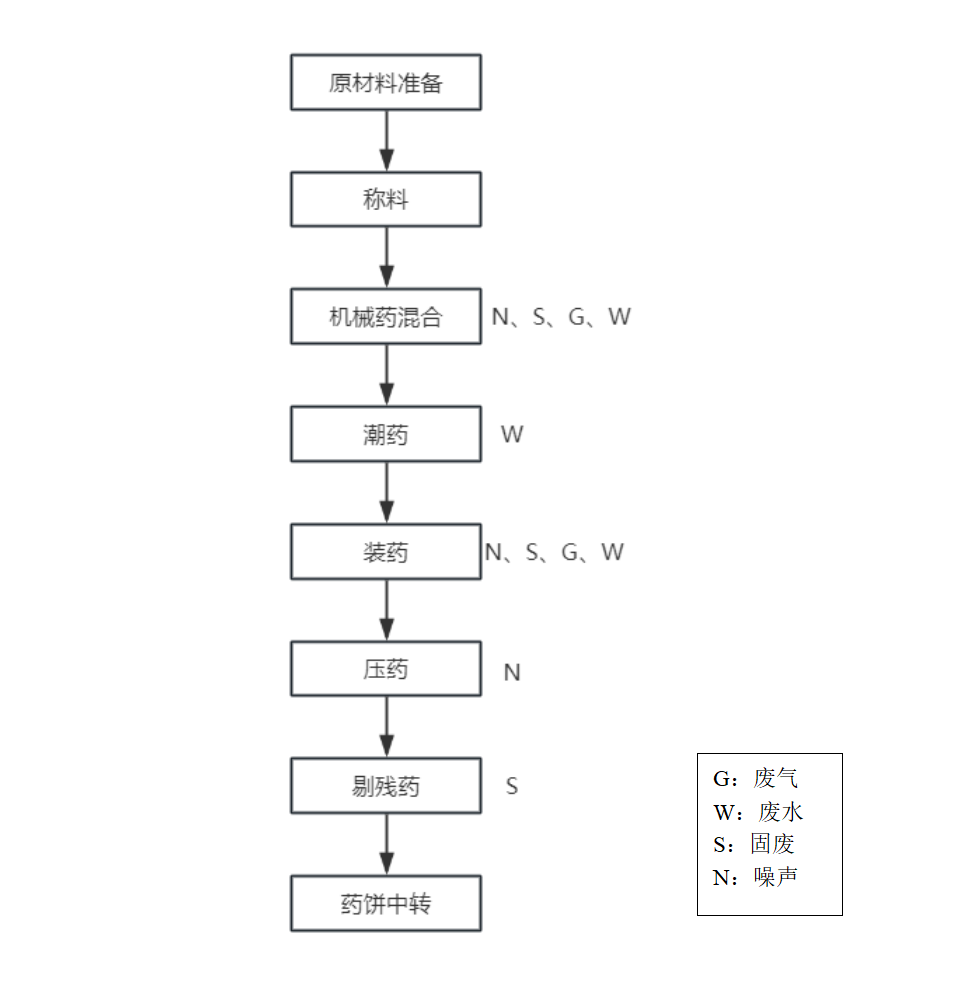 原材料准备
称料
机械药混合 N、S、G、W
潮药 W
装药 N、S、G、W
压药 N
剔残药 S
药饼中转
G：废气
W：废水
S：固废
N：噪声